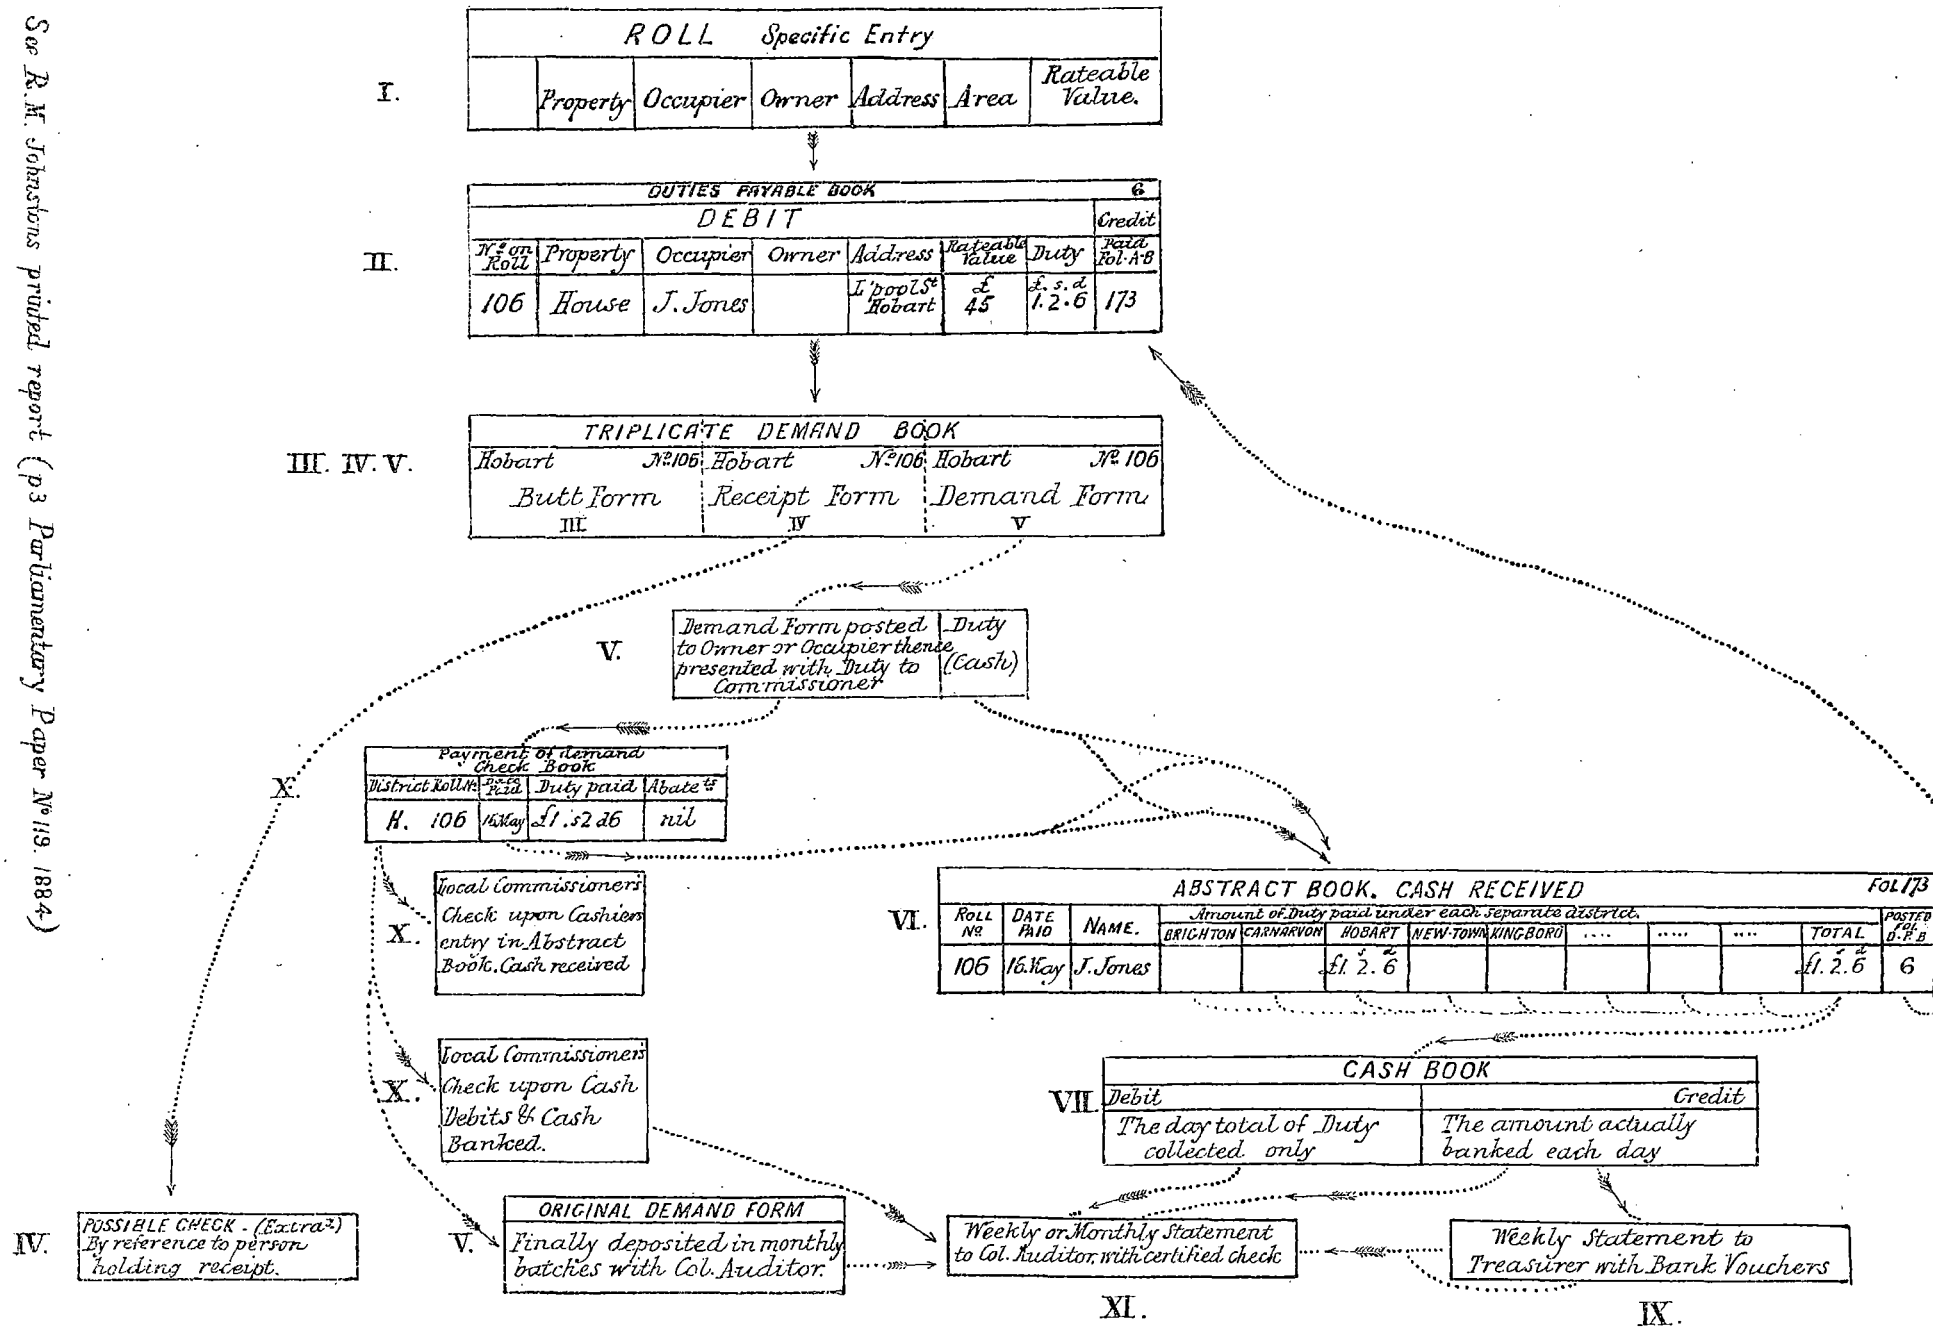 See R. M. Johnstons printed report (p3 Parliamentary Paper Nº 119. 1884)
ROLL Specific Entry
I.
Property Occupier Owner Address Area Rateable Value.
DUTIES PAYABLE BOOK 6
DEBIT Credit
II.
Nº on Roll Property Occupier Owner Address Rateable Value Duty Paid Fol. A·B
106 House J. Jones L'pool St Hobart £ 45 £. s. d 1. 2. 6 173
TRIPLICATE DEMAND BOOK
III. IV. V.
Hobart Nº 106 Hobart Nº 106 Hobart Nº 106
Butt Form Receipt Form Demand Form
III IV V
V.
Demand Form posted
to Owner or Occupier thence
presented with Duty to
Commissioner
Duty
(Cash)
X.
Payment of demand
Check Book
District Roll Nº Date Paid Duty paid Abate ts
H. 106 16.May £1. s2 d6 nil
X.
Local Commissioners
Check upon Cashiers
entry in Abstract
Book. Cash received
ABSTRACT BOOK. CASH RECEIVED FOL 173
VI.
ROLL Nº DATE PAID NAME. Amount of Duty paid under each separate district. POSTED FOL D.P.B
BRIGHTON CARNARVON HOBART NEW-TOWN KINGBORO .... ..... .... TOTAL
106 16.May J. Jones £1. 2. 6 £1. 2. 6 6
X.
Local Commissioners
Check upon Cash
Debits & Cash
Banked.
CASH BOOK
VII.
Debit Credit
The day total of Duty
collected only
The amount actually
banked each day
IV.
POSSIBLE CHECK - (Extra)
By reference to person
holding receipt.
V.
ORIGINAL DEMAND FORM
Finally deposited in monthly
batches with Col. Auditor.
Weekly or Monthly Statement
to Col. Auditor, with certified check
XI.
Weekly Statement to
Treasurer with Bank Vouchers
IX.